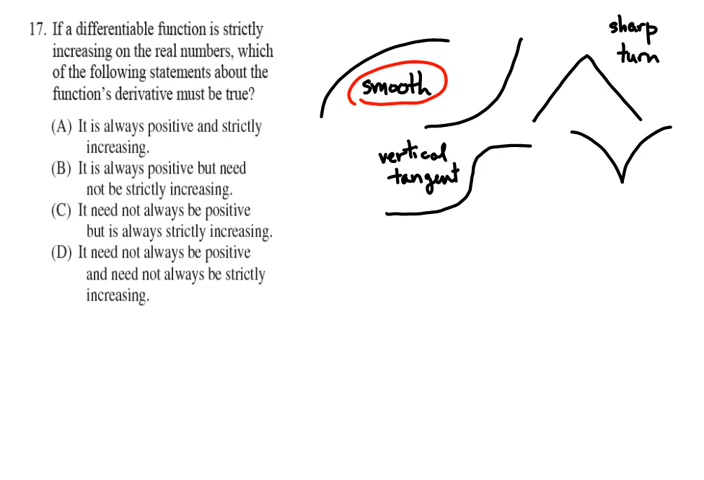 17. If a differentiable function is strictly
increasing on the real numbers, which
of the following statements about the
function's derivative must be true?
(A) It is always positive and strictly
increasing.
(B) It is always positive but need
not be strictly increasing.
(C) It need not always be positive
but is always strictly increasing.
(D) It need not always be positive
and need not always be strictly
increasing.
smooth
vertical
tangent
sharp
turn